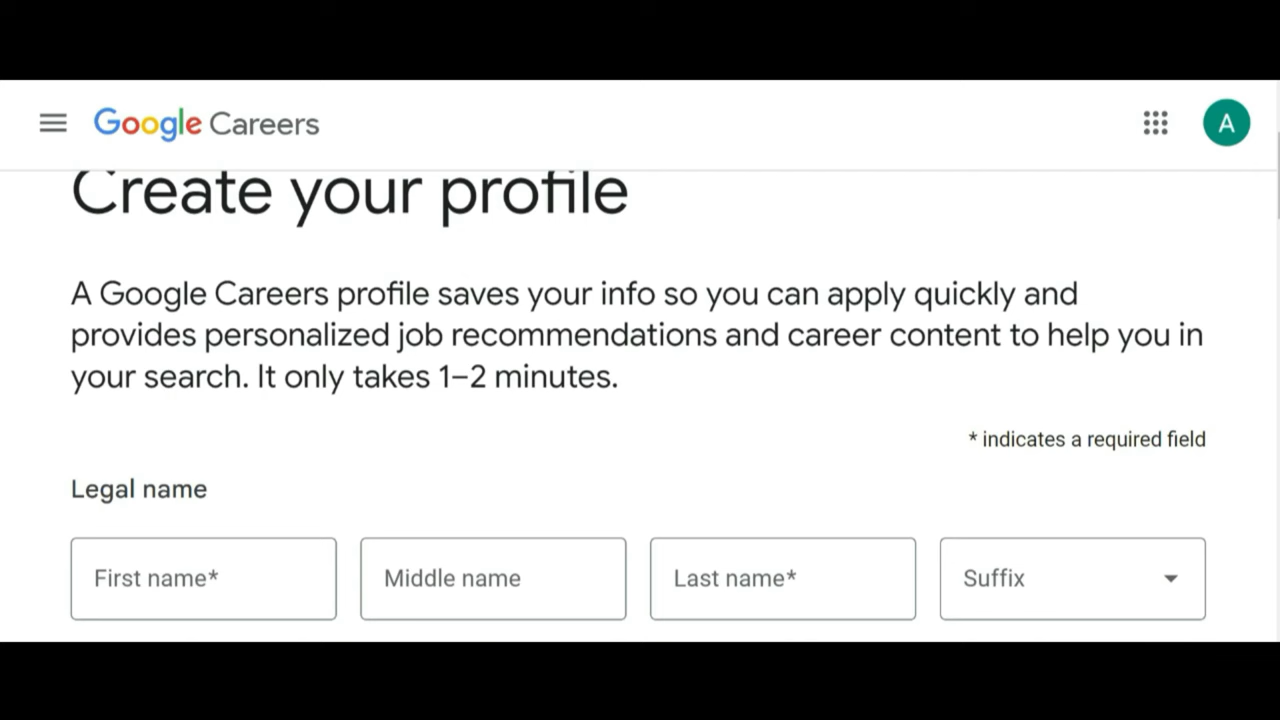 Google Careers
A
Create your profile
A Google Careers profile saves your info so you can apply quickly and
provides personalized job recommendations and career content to help you in
your search. It only takes 1–2 minutes.
* indicates a required field
Legal name
First name* Middle name Last name* Suffix